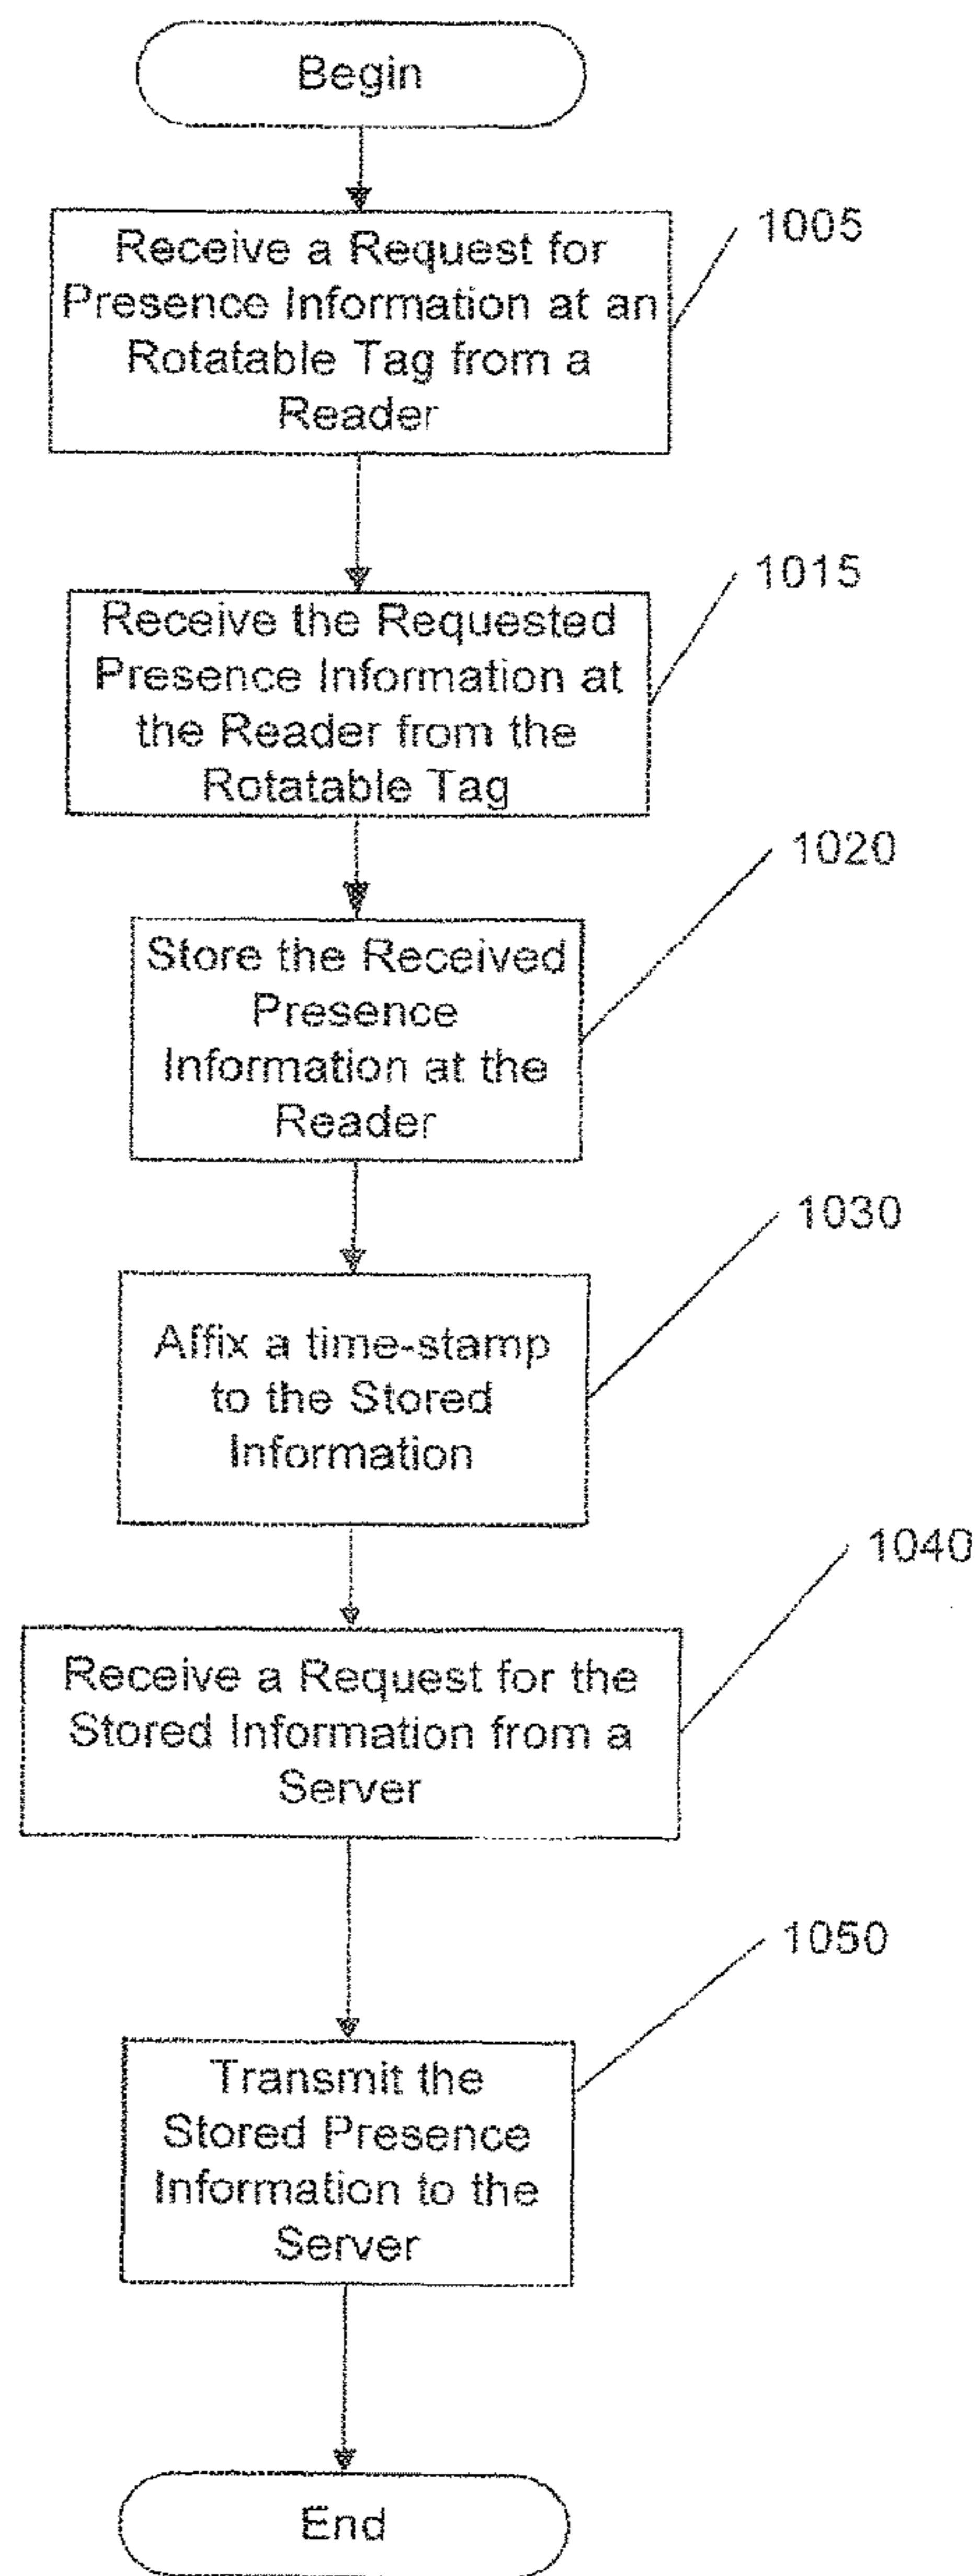 Begin
Receive a Request for
Presence Information at an
Rotatable Tag from a
Reader
1005
Receive the Requested
Presence Information at
the Reader from the
Rotatable Tag
1015
Store the Received
Presence
Information at the
Reader
1020
Affix a time-stamp
to the Stored
Information
1030
Receive a Request for the
Stored Information from a
Server
1040
Transmit the
Stored Presence
Information to the
Server
1050
End